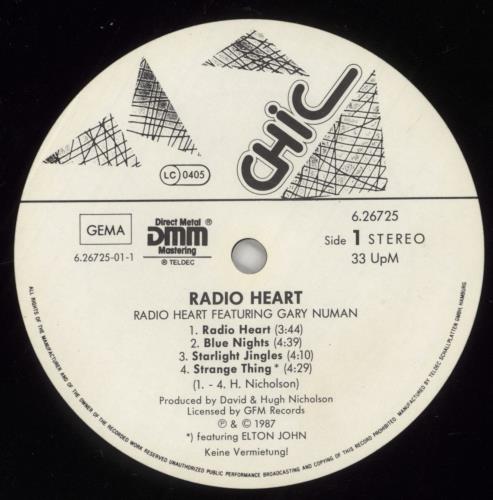 CHIC
LC 0405
GEMA
6.26725-01-1
Direct Metal ®
DMM
Mastering
® TELDEC
6.26725
Side 1 STEREO
33 UpM
RADIO HEART
RADIO HEART FEATURING GARY NUMAN
1. Radio Heart (3:44)
2. Blue Nights (4:39)
3. Starlight Jingles (4:10)
4. Strange Thing* (4:29)
(1. - 4. H. Nicholson)
Produced by David & Hugh Nicholson
Licensed by GFM Records
℗ & © 1987
*) featuring ELTON JOHN
Keine Vermietung!
ALL RIGHTS OF THE MANUFACTURER AND OF THE OWNER OF THE RECORDED WORK RESERVED UNAUTHORIZED PUBLIC PERFORMANCE BROADCASTING AND COPYING OF THIS RECORD PROHIBITED. MANUFACTURED BY TELDEC SCHALLPLATTEN GMBH, HAMBURG